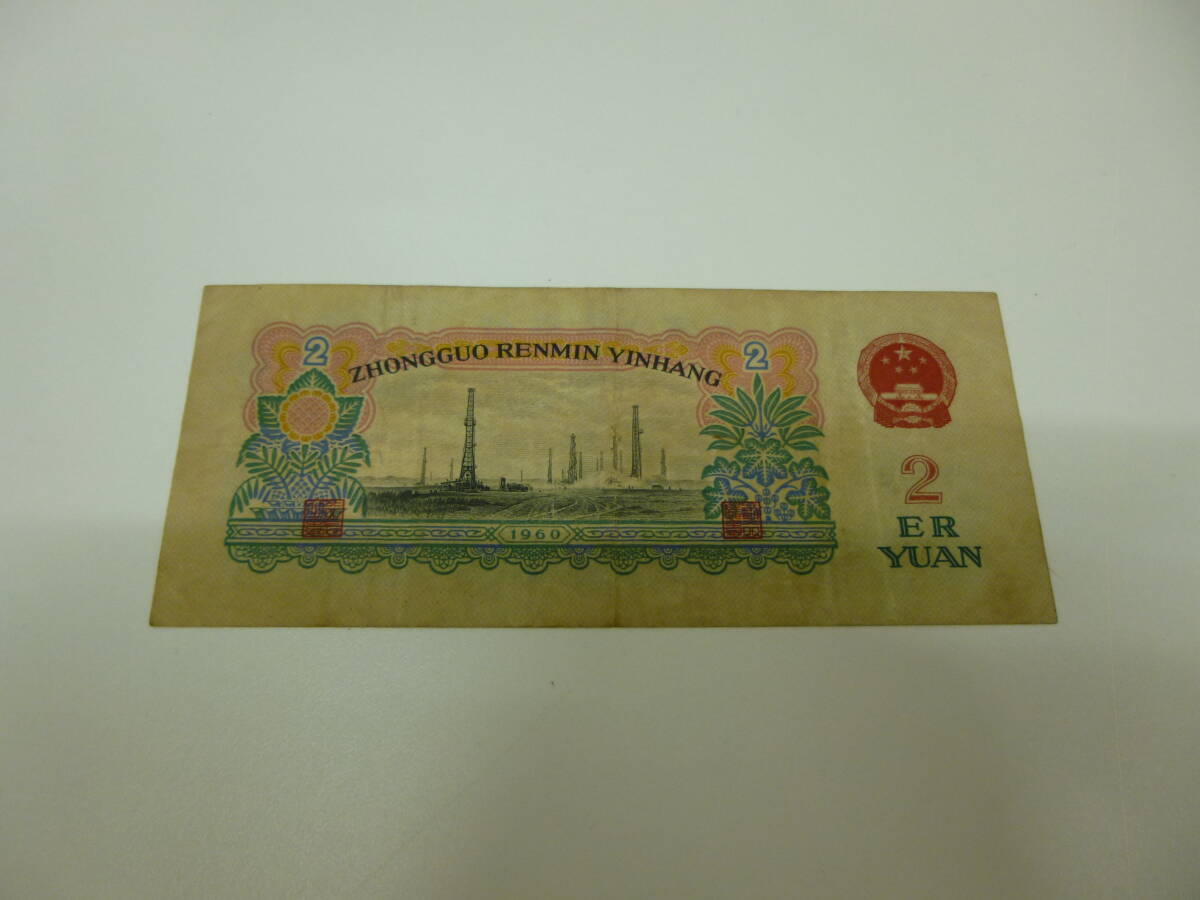 2
ZHONGGUO RENMIN YINHANG
2
1960
2
ER
YUAN